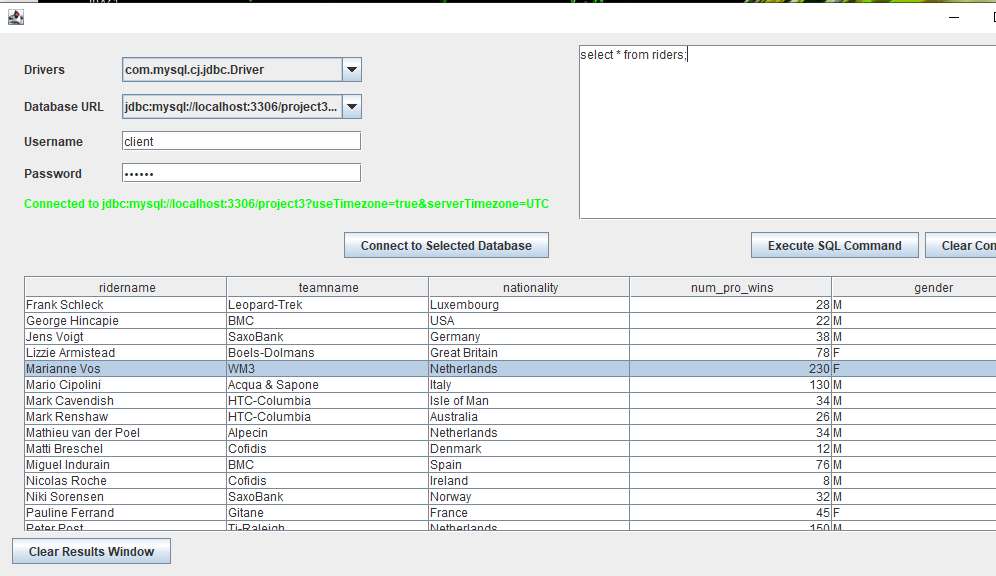 Drivers
com.mysql.cj.jdbc.Driver
Database URL
jdbc:mysql://localhost:3306/project3...
Username
client
Password
••••••
Connected to jdbc:mysql://localhost:3306/project3?useTimezone=true&serverTimezone=UTC
select * from riders;
Connect to Selected Database
Execute SQL Command
Clear Con
ridername teamname nationality num_pro_wins gender
Frank Schleck Leopard-Trek Luxembourg 28 M
George Hincapie BMC USA 22 M
Jens Voigt SaxoBank Germany 38 M
Lizzie Armistead Boels-Dolmans Great Britain 78 F
Marianne Vos WM3 Netherlands 230 F
Mario Cipolini Acqua & Sapone Italy 130 M
Mark Cavendish HTC-Columbia Isle of Man 34 M
Mark Renshaw HTC-Columbia Australia 26 M
Mathieu van der Poel Alpecin Netherlands 34 M
Matti Breschel Cofidis Denmark 12 M
Miguel Indurain BMC Spain 76 M
Nicolas Roche Cofidis Ireland 8 M
Niki Sorensen SaxoBank Norway 32 M
Pauline Ferrand Gitane France 45 F
Peter Post Ti-Raleigh Netherlands 150 M
Clear Results Window